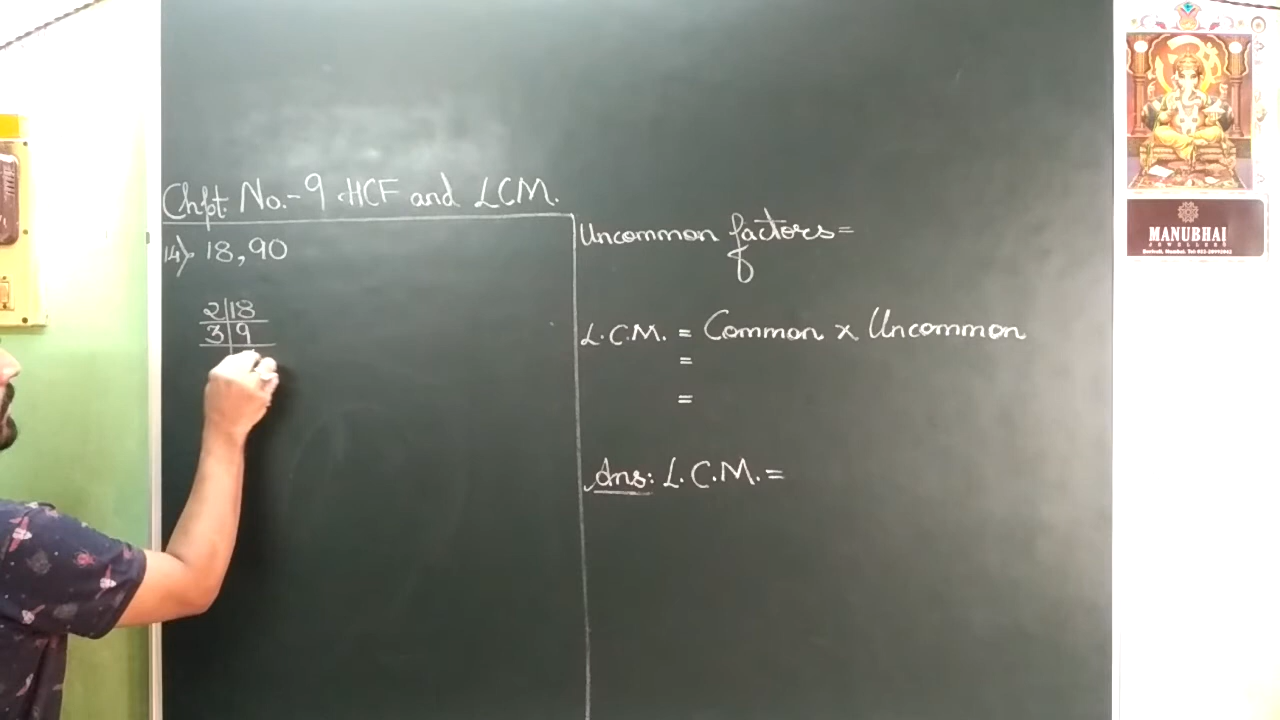 Chpt. No.-9 HCF and LCM.
14) 18,90
2|18
3|9
Uncommon factors=
L.C.M. = Common x Uncommon
=
=
Ans: L.C.M.=
MANUBHAI
JEWELLERS